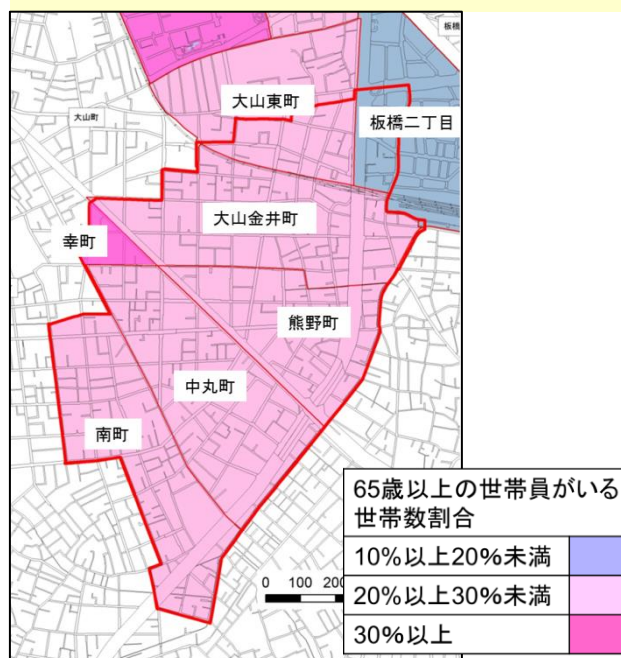 板橋
大山東町
大山町
板橋二丁目
大山金井町
幸町
熊野町
中丸町
南町
65歳以上の世帯員がいる
世帯数割合
10%以上20%未満
20%以上30%未満
30%以上
0 100 200